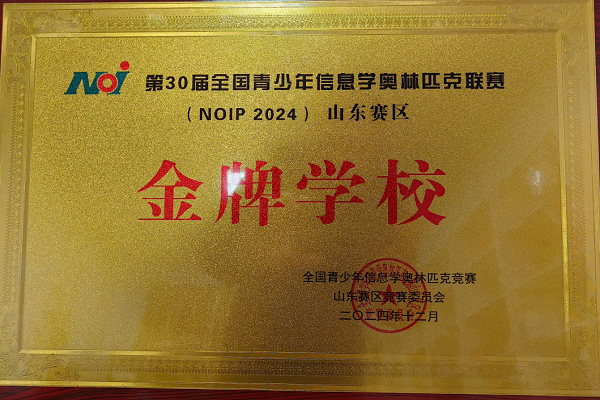 NOI 第30届全国青少年信息学奥林匹克联赛
（NOIP 2024） 山东赛区
金牌学校
全国青少年信息学奥林匹克竞赛
山东赛区竞赛委员会
二〇二四年十二月